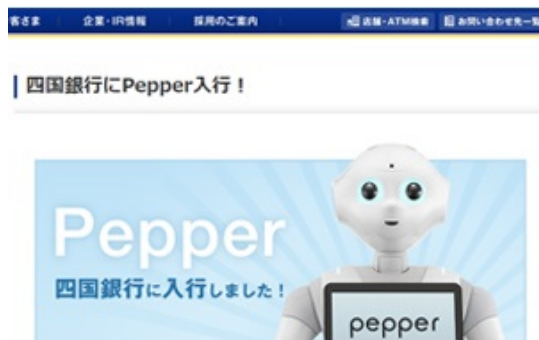 客さま 企業・IR情報 採用のご案内 店舗・ATM検索 お問い合わせ先一覧
四国銀行にPepper入行！
Pepper
四国銀行に入行しました！
pepper